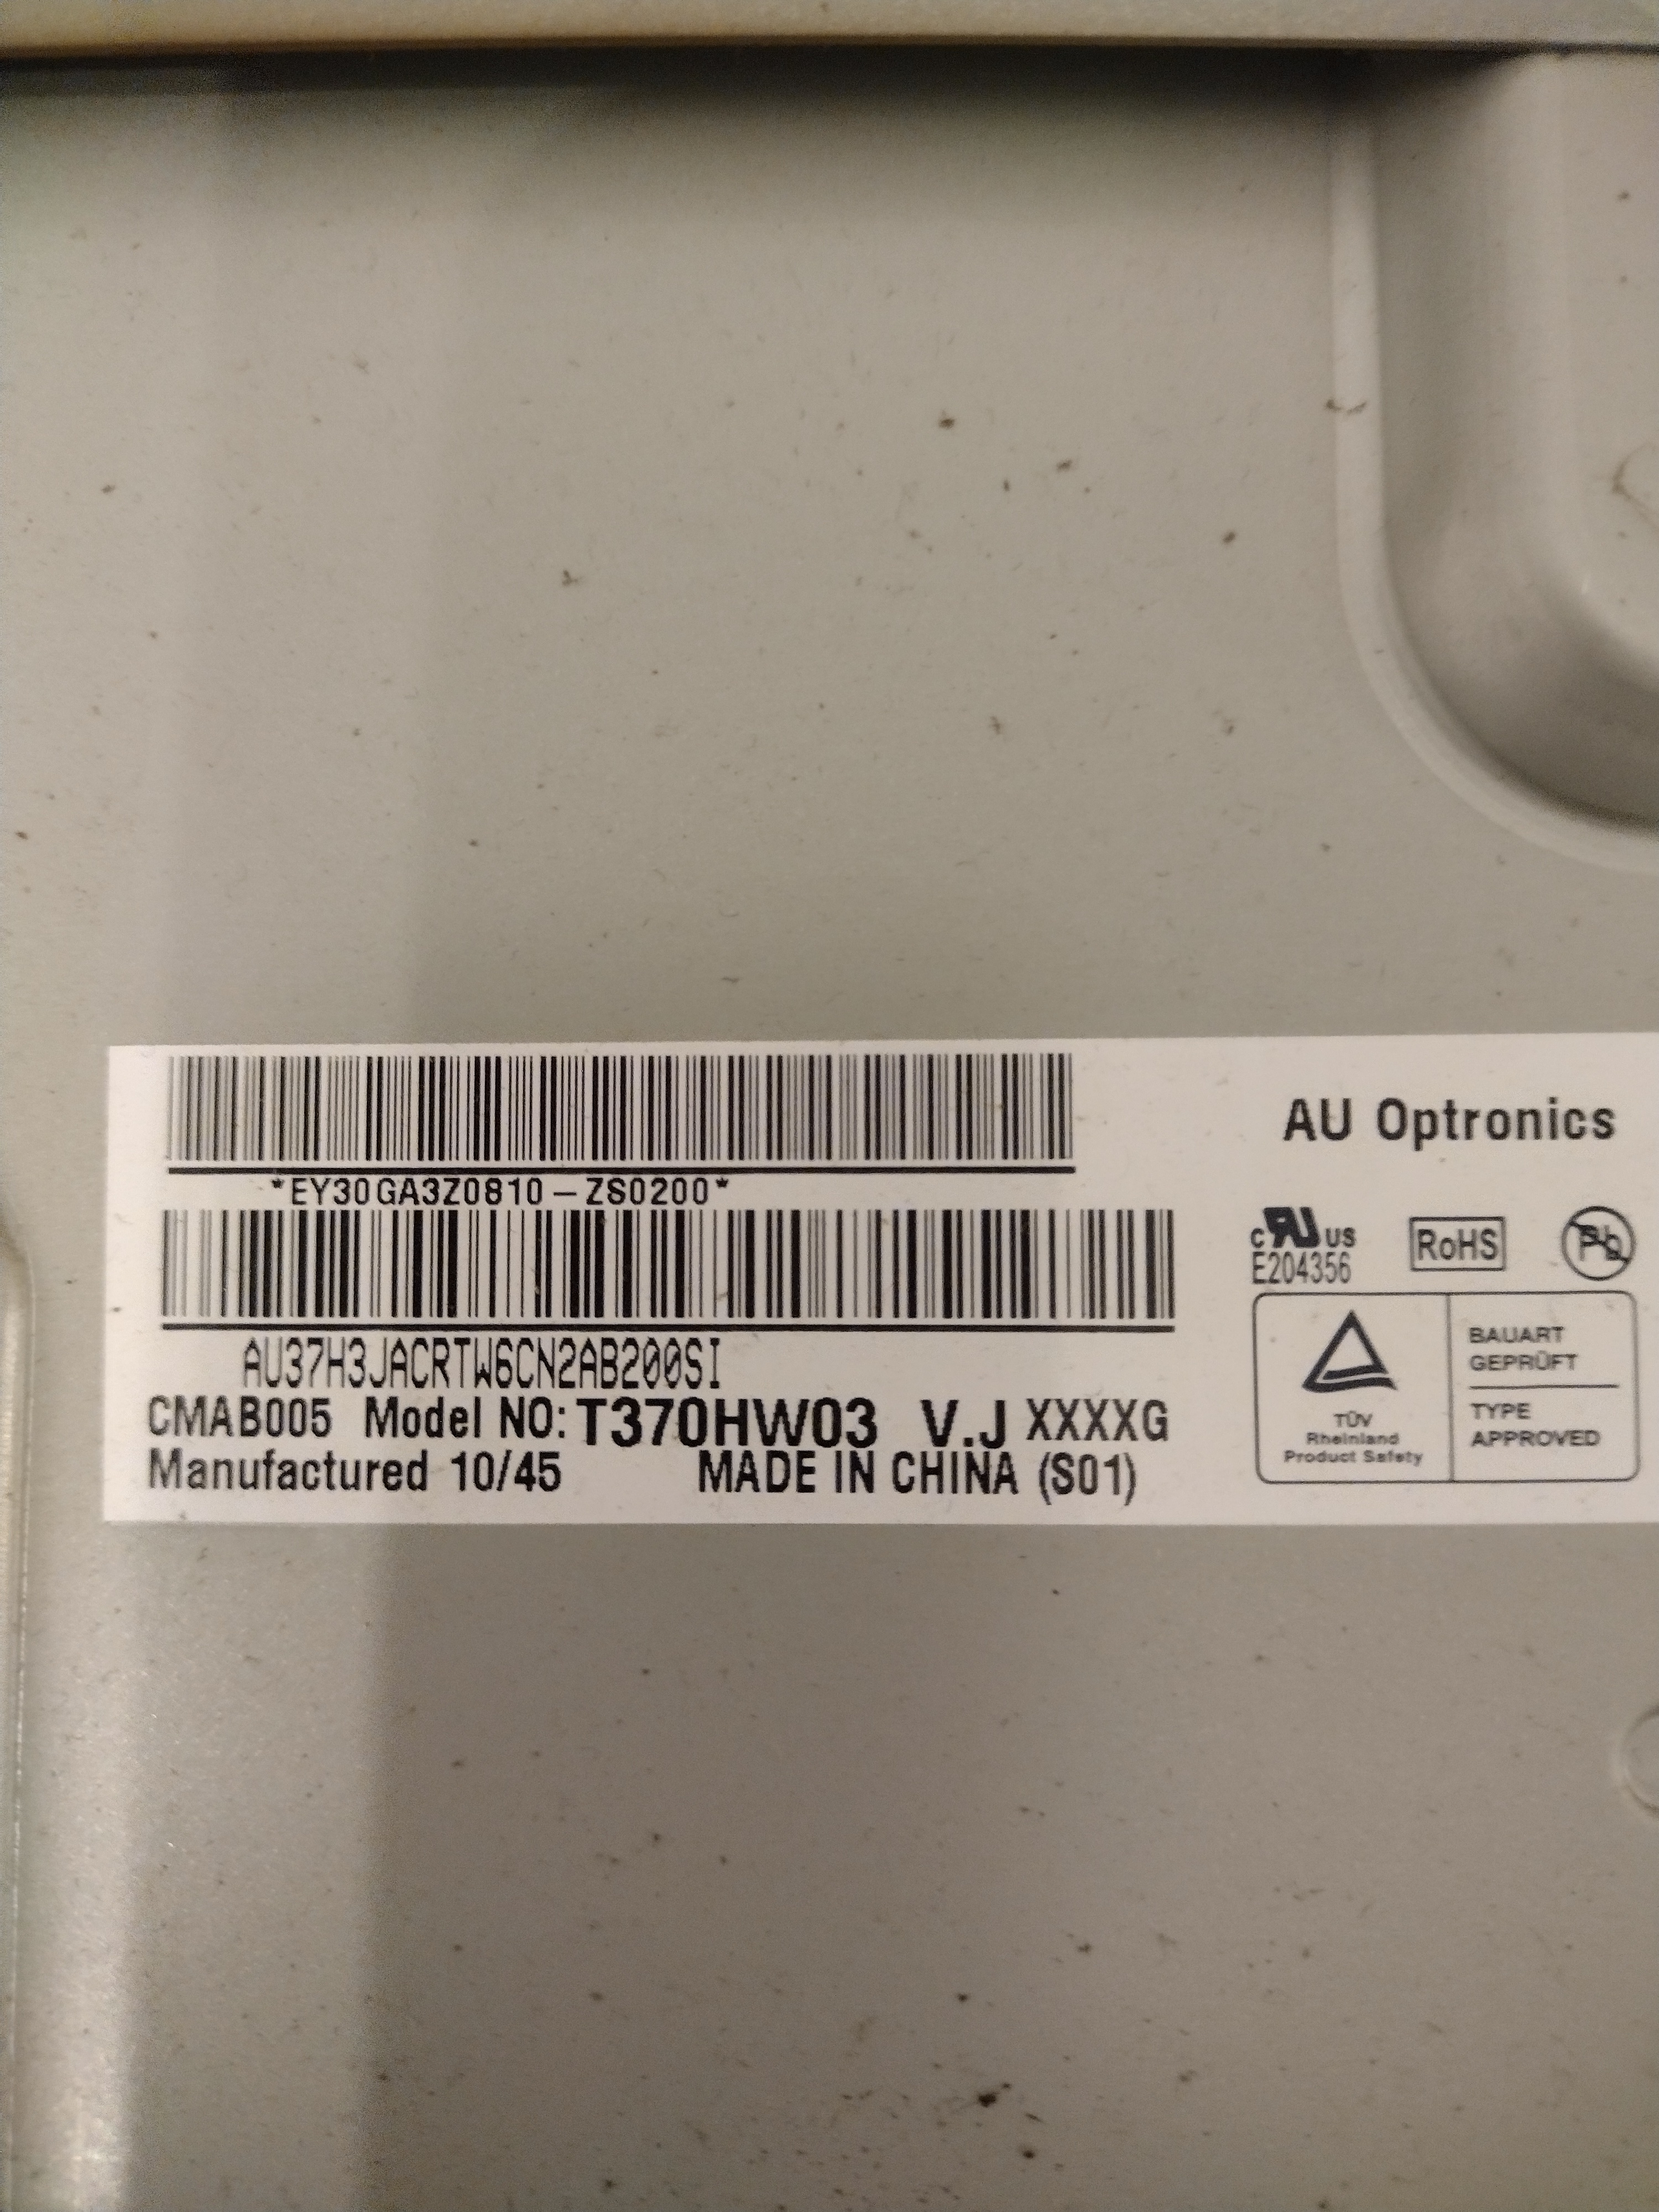 *EY30GA3Z0810-ZS0200*
AU37H3JACRTW6CN2AB200SI
CMAB005 Model NO: T370HW03 V.J XXXXG
Manufactured 10/45 MADE IN CHINA (S01)
AU Optronics
c RU US
E204356
RoHS
Pb
TÜV
Rheinland
Product Safety
BAUART
GEPRÜFT
TYPE
APPROVED